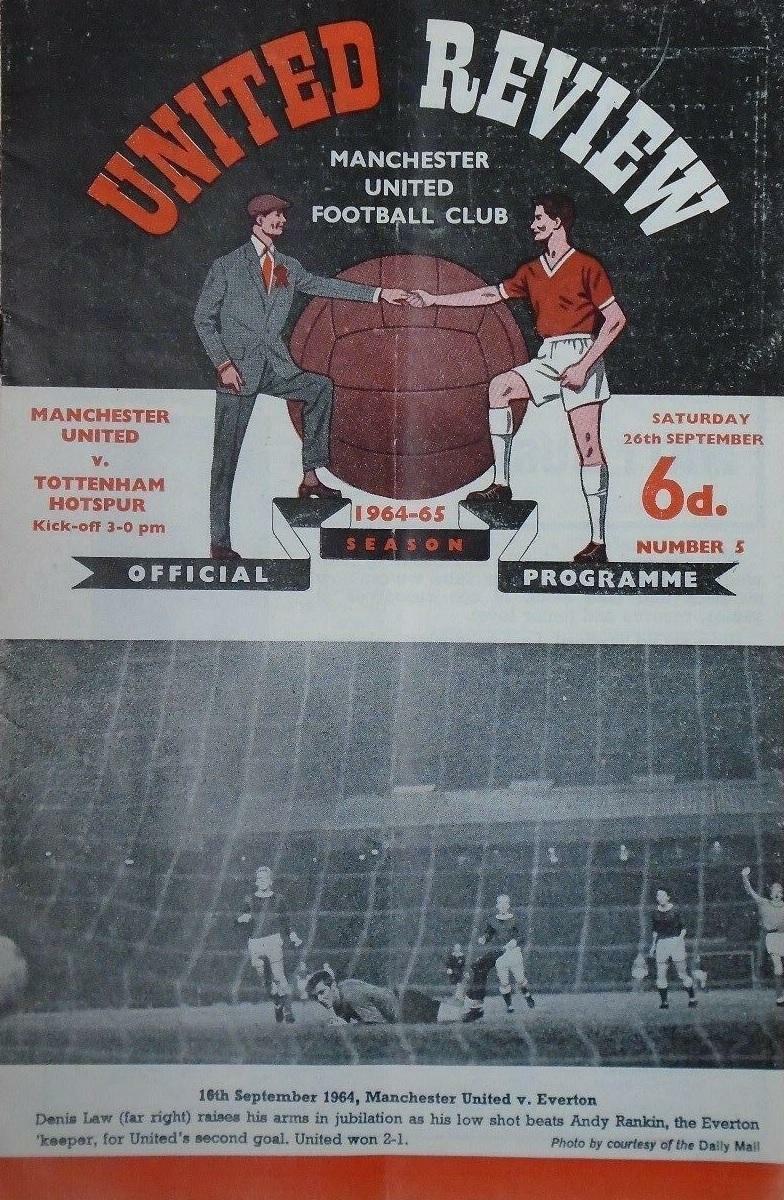 UNITED REVIEW
MANCHESTER
UNITED
FOOTBALL CLUB
MANCHESTER
UNITED
v.
TOTTENHAM
HOTSPUR
Kick-off 3-0 pm
SATURDAY
26th SEPTEMBER
6d.
NUMBER 5
1964-65
SEASON
OFFICIAL
PROGRAMME
16th September 1964, Manchester United v. Everton
Denis Law (far right) raises his arms in jubilation as his low shot beats Andy Rankin, the Everton
'keeper, for United's second goal. United won 2-1.
Photo by courtesy of the Daily Mail